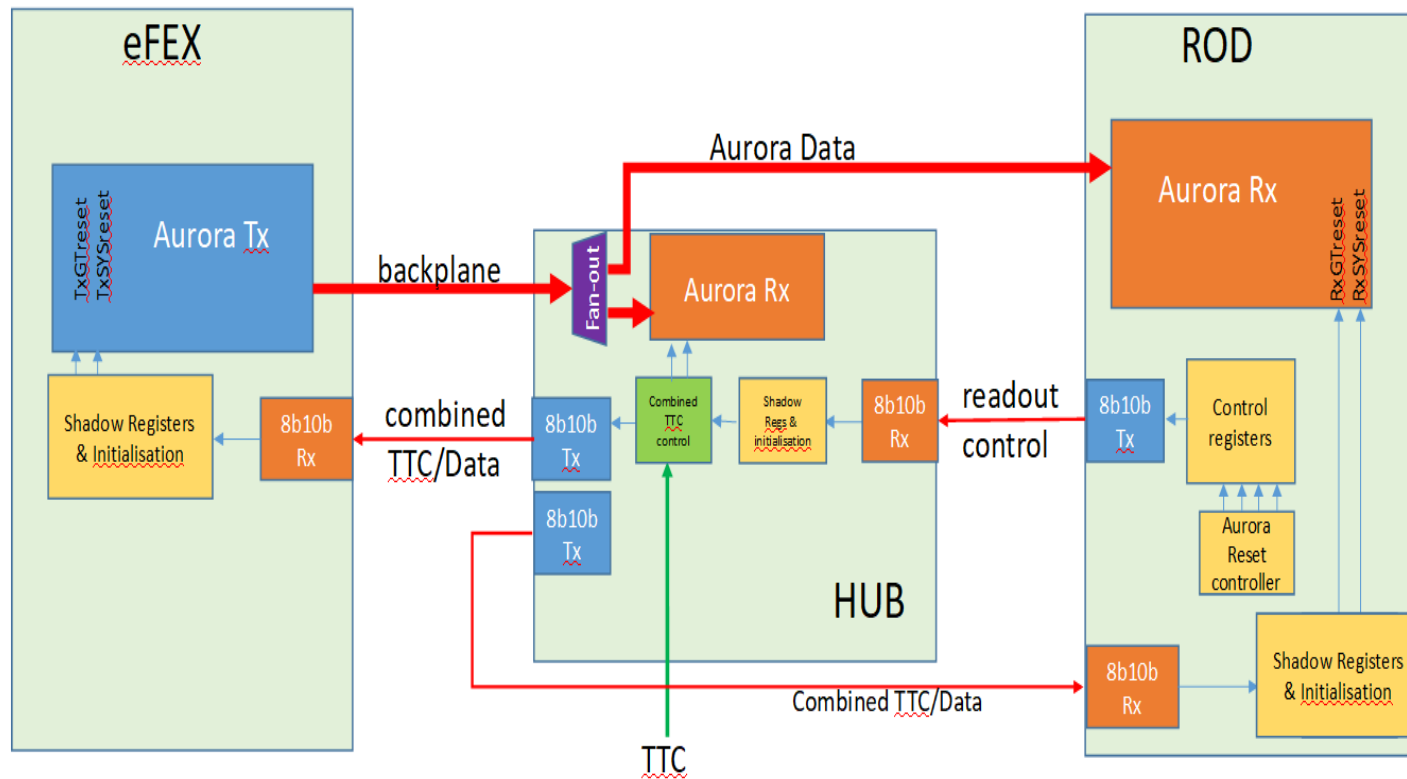 eFEX
TxGTreset
TxSYSreset
Aurora Tx
Shadow Registers
& Initialisation
8b10b
Rx
backplane
combined
TTC/Data
Aurora Data
Fan-out
Aurora Rx
8b10b
Tx
Combined
TTC
control
Shadow
Regs &
initialisation
8b10b
Rx
8b10b
Tx
HUB
TTC
readout
control
Combined TTC/Data
ROD
Aurora Rx
RxGTreset
RxSYSreset
8b10b
Tx
Control
registers
Aurora
Reset
controller
8b10b
Rx
Shadow Registers
& Initialisation